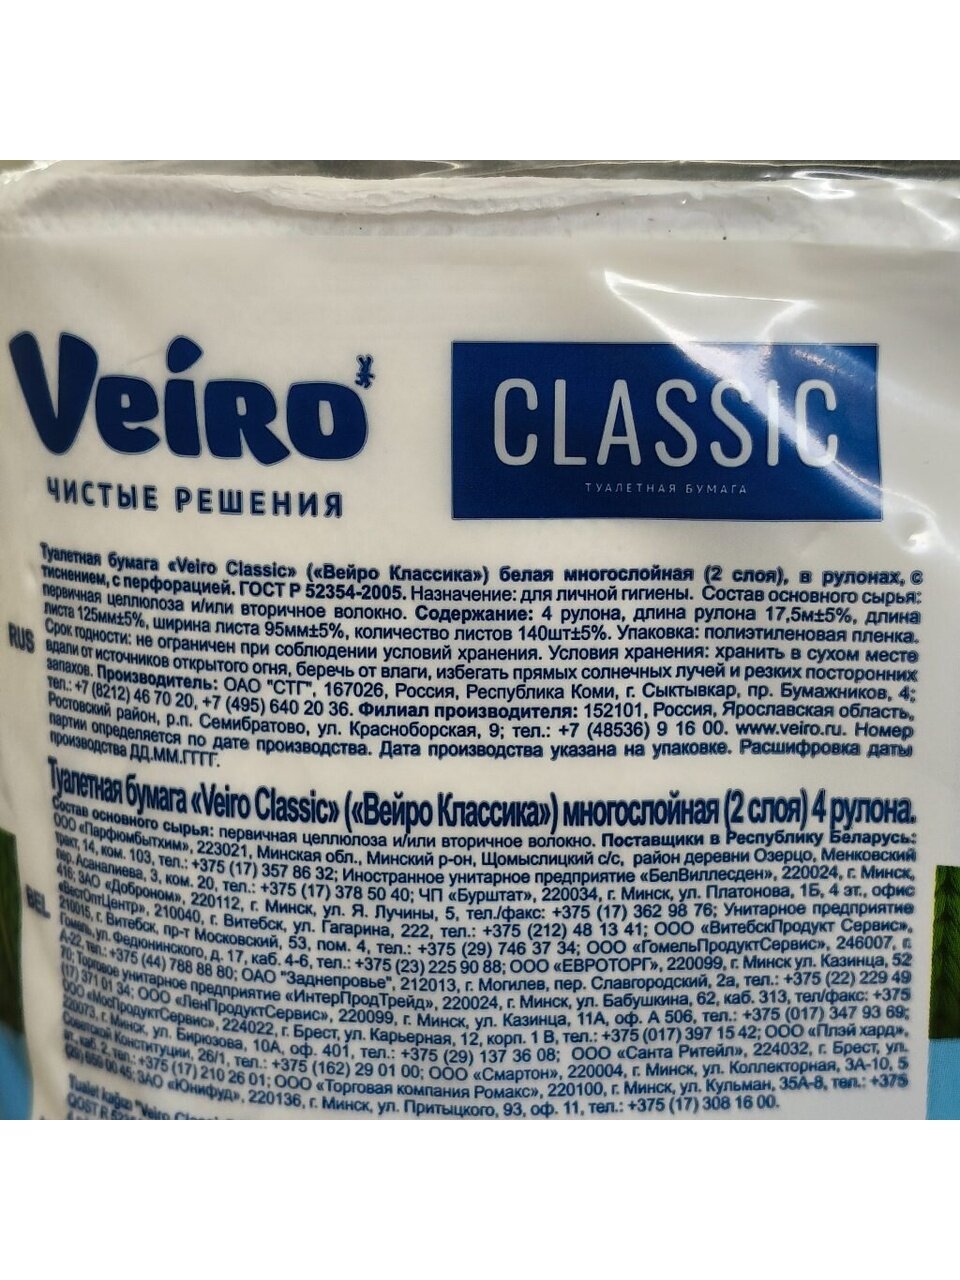 Veiro
ЧИСТЫЕ РЕШЕНИЯ
CLASSIC
ТУАЛЕТНАЯ БУМАГА
RUS
Туалетная бумага «Veiro Classic» («Вейро Классика») белая многослойная (2 слоя), в рулонах, с
тиснением, с перфорацией. ГОСТ Р 52354-2005. Назначение: для личной гигиены. Состав основного сырья:
первичная целлюлоза и/или вторичное волокно. Содержание: 4 рулона, длина рулона 17,5м±5%, длина
листа 125мм±5%, ширина листа 95мм±5%, количество листов 140шт±5%. Упаковка: полиэтиленовая пленка.
Срок годности: не ограничен при соблюдении условий хранения. Условия хранения: хранить в сухом месте
вдали от источников открытого огня, беречь от влаги, избегать прямых солнечных лучей и резких посторонних
запахов. Производитель: ОАО "СТГ", 167026, Россия, Республика Коми, г. Сыктывкар, пр. Бумажников, 4;
тел.: +7 (8212) 46 70 20, +7 (495) 640 20 36. Филиал производителя: 152101, Россия, Ярославская область,
Ростовский район, р.п. Семибратово, ул. Красноборская, 9; тел.: +7 (48536) 9 16 00. www.veiro.ru. Номер
партии определяется по дате производства. Дата производства указана на упаковке. Расшифровка даты
производства ДД.ММ.ГГГГ.
BEL
Туалетная бумага «Veiro Classic» («Вейро Классика») многослойная (2 слоя) 4 рулона.
Состав основного сырья: первичная целлюлоза и/или вторичное волокно. Поставщики в Республику Беларусь:
ООО «Парфюмбытхим», 223021, Минская обл., Минский р-он, Щомыслицкий с/с, район деревни Озерцо, Менковский
тракт, 14, ком. 103, тел.: +375 (17) 357 86 32; Иностранное унитарное предприятие «БелВиллесден», 220024, г. Минск,
пер. Асаналиева, 3, ком. 20, тел.: +375 (17) 378 50 40; ЧП «Бурштат», 220034, г. Минск, ул. Платонова, 1Б, 4 эт., офис
416; ЗАО «Доброном», 220112, г. Минск, ул. Я. Лучины, 5, тел./факс: +375 (17) 362 98 76; Унитарное предприятие
«ВестОптЦентр», 210040, г. Витебск, ул. Гагарина, 222, тел.: +375 (212) 48 13 41; ООО «ВитебскПродукт Сервис»,
210015, г. Витебск, пр-т Московский, 53, пом. 4, тел.: +375 (29) 746 37 34; ООО «ГомельПродуктСервис», 246007, г.
Гомель, ул. Федюнинского, д. 17, каб. 4-6, тел.: +375 (23) 225 90 88; ООО «ЕВРОТОРГ», 220099, г. Минск ул. Казинца, 52
А-22, тел.: +375 (44) 788 88 80; ОАО "Заднепровье", 212013, г. Могилев, пер. Славгородский, 2а, тел.: +375 (22) 229 49
70; Торговое унитарное предприятие «ИнтерПродТрейд», 220024, г. Минск, ул. Бабушкина, 62, каб. 313, тел/факс: +375
(17) 371 01 34; ООО «ЛенПродуктСервис», 220099, г. Минск, ул. Казинца, 11А, оф. А 506, тел.: +375 (017) 347 93 69;
ООО «МосПродуктСервис», 224022, г. Брест, ул. Карьерная, 12, корп. 1 В, тел.: +375 (017) 397 15 42; ООО «Плэй хард»,
220073, г. Минск, ул. Бирюзова, 10А, оф. 401, тел.: +375 (29) 137 36 08; ООО «Санта Ритейл», 224032, г. Брест, ул.
Советской Конституции, 26/1, тел.: +375 (162) 29 01 00; ООО «Смартон», 220004, г. Минск, ул. Коллекторная, 3А-10, 5
эт., каб. 2, тел.: +375 (17) 210 26 01; ООО «Торговая компания Ромакс», 220100, г. Минск, ул. Кульман, 35А-8, тел.: +375
(29) 656 00 45; ЗАО «Юнифуд», 220136, г. Минск, ул. Притыцкого, 93, оф. 11, тел.: +375 (17) 308 16 00.
Tualet kağızı "Veiro